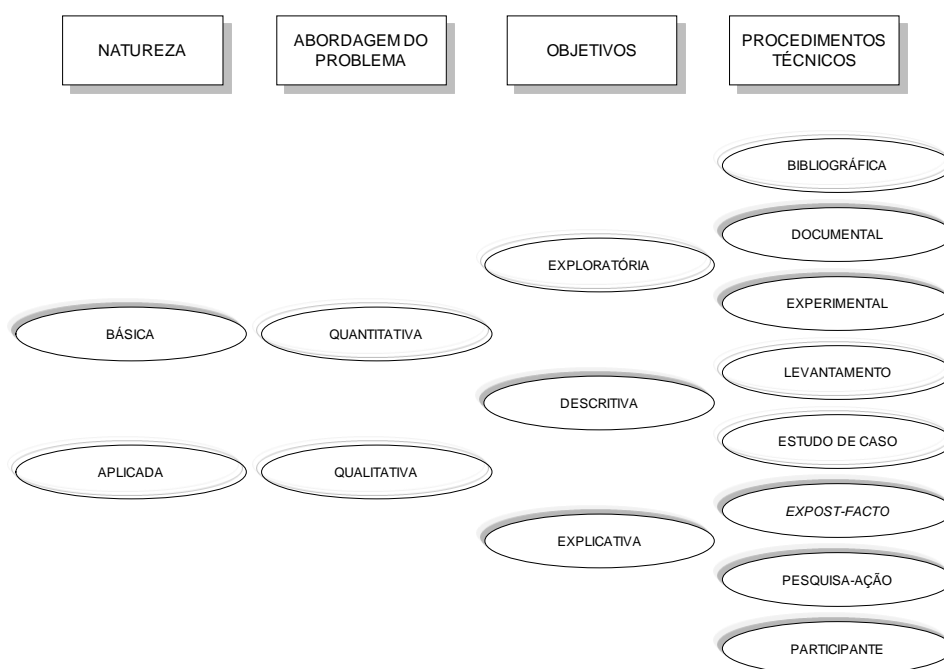 NATUREZA
ABORDAGEM DO
PROBLEMA
OBJETIVOS
PROCEDIMENTOS
TÉCNICOS
BIBLIOGRÁFICA
DOCUMENTAL
EXPLORATÓRIA
EXPERIMENTAL
BÁSICA
QUANTITATIVA
LEVANTAMENTO
DESCRITIVA
ESTUDO DE CASO
APLICADA
QUALITATIVA
EXPOST-FACTO
EXPLICATIVA
PESQUISA-AÇÃO
PARTICIPANTE